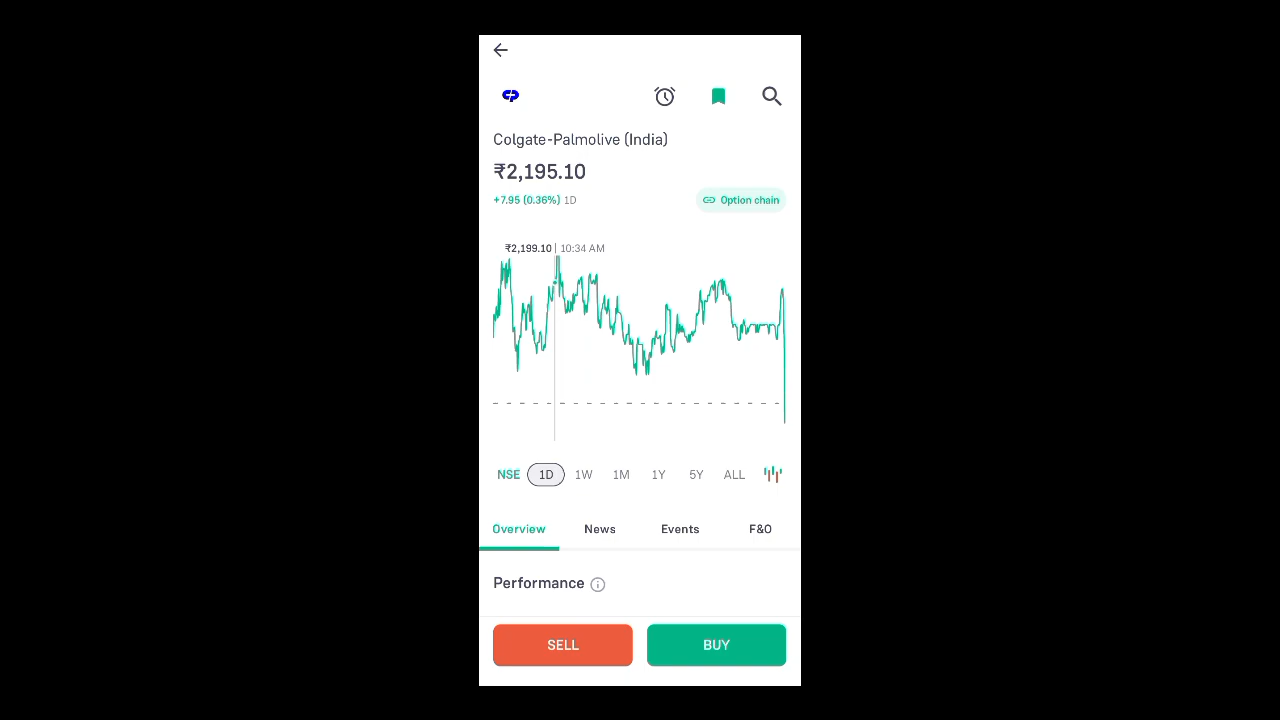 Colgate-Palmolive (India)
₹2,195.10
+7.95 (0.36%) 1D
Option chain
₹2,199.10 | 10:34 AM
NSE 1D 1W 1M 1Y 5Y ALL
Overview News Events F&O
Performance
SELL BUY